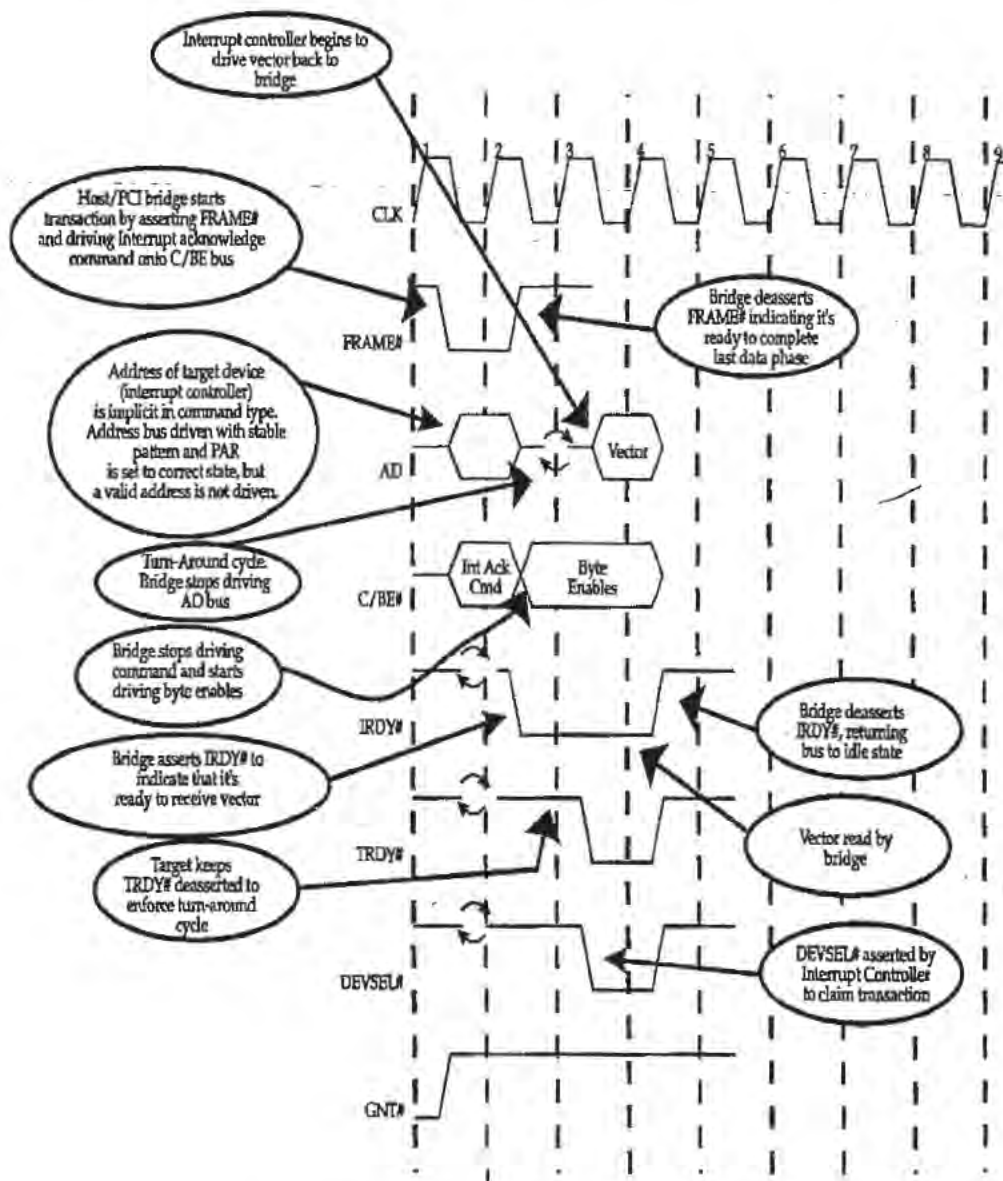 Interrupt controller begins to
drive vector back to
bridge
1
2
3
4
5
6
7
8
9
CLK
Host/PCI bridge starts
transaction by asserting FRAME#
and driving Interrupt acknowledge
command onto C/BE bus
FRAME#
Bridge deasserts
FRAME# indicating it's
ready to complete
last data phase
Address of target device
(interrupt controller)
is implicit in command type.
Address bus driven with stable
pattern and PAR
is set to correct state, but
a valid address is not driven.
AD
Vector
Turn-Around cycle.
Bridge stops driving
AD bus
C/BE#
Int Ack
Cmd
Byte
Enables
Bridge stops driving
command and starts
driving byte enables
IRDY#
Bridge deasserts
IRDY#, returning
bus to idle state
Bridge asserts IRDY# to
indicate that it's
ready to receive vector
TRDY#
Vector read by
bridge
Target keeps
TRDY# deasserted to
enforce turn-around
cycle
DEVSEL#
DEVSEL# asserted by
Interrupt Controller
to claim transaction
GNT#